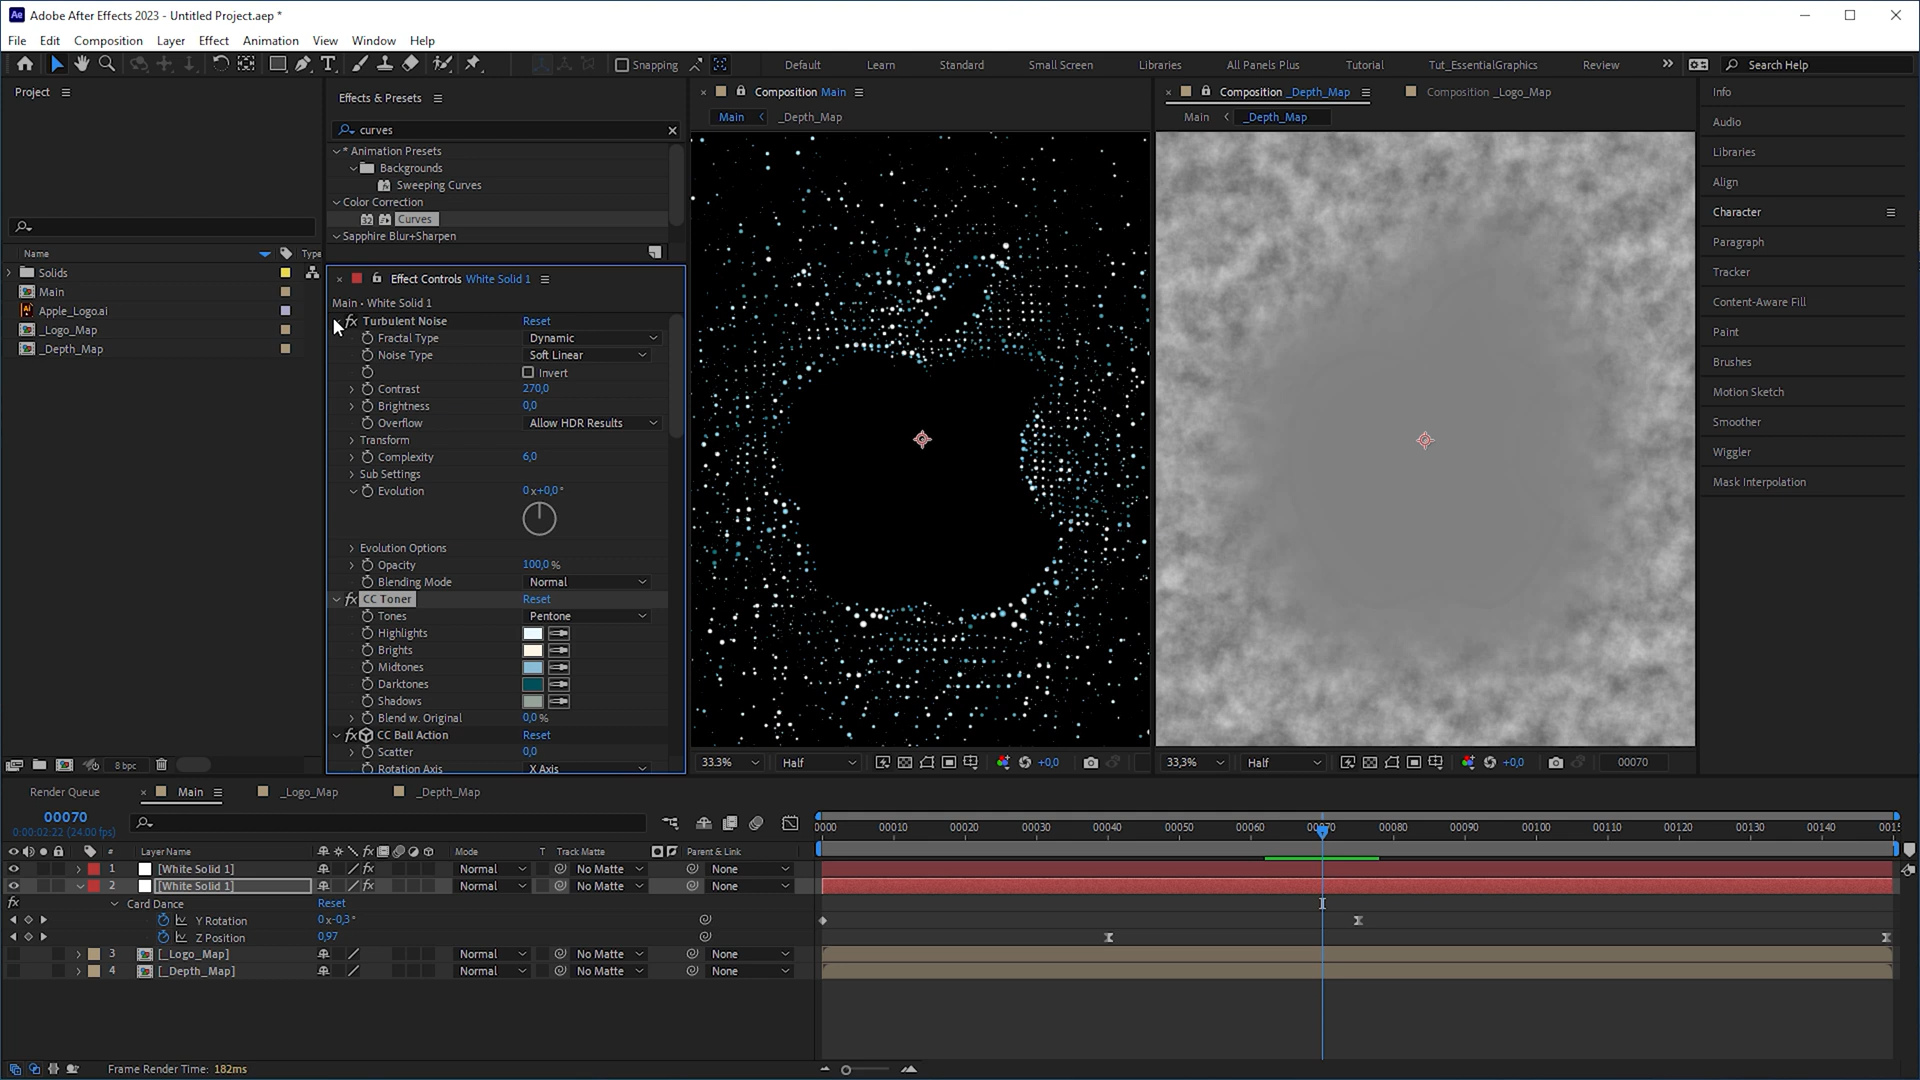 Adobe After Effects 2023 - Untitled Project.aep *
File Edit Composition Layer Effect Animation View Window Help
Snapping
Default Learn Standard Small Screen Libraries All Panels Plus Tutorial Tut_EssentialGraphics Review
Search Help
Project
Name Type
Solids
Main
Apple_Logo.ai
_Logo_Map
_Depth_Map
8 bpc
Effects & Presets
curves
* Animation Presets
Backgrounds
Sweeping Curves
Color Correction
32 Curves
Sapphire Blur+Sharpen
Effect Controls White Solid 1
Main • White Solid 1
fx Turbulent Noise Reset
Fractal Type Dynamic
Noise Type Soft Linear
Invert
Contrast 270,0
Brightness 0,0
Overflow Allow HDR Results
Transform
Complexity 6,0
Sub Settings
Evolution 0x+0,0°
Evolution Options
Opacity 100,0 %
Blending Mode Normal
fx CC Toner Reset
Tones Pentone
Highlights
Brights
Midtones
Darktones
Shadows
Blend w. Original 0,0 %
fx CC Ball Action Reset
Scatter 0,0
Rotation Axis X Axis
Composition Main
Main < _Depth_Map
33.3% Half +0,0
Composition _Depth_Map Composition _Logo_Map
Main < _Depth_Map
33,3% Half +0,0 00070
Info
Audio
Libraries
Align
Character
Paragraph
Tracker
Content-Aware Fill
Paint
Brushes
Motion Sketch
Smoother
Wiggler
Mask Interpolation
Render Queue Main _Logo_Map _Depth_Map
00070
0:00:02:22 (24.00 fps)
# Layer Name fx Mode T Track Matte Parent & Link
1 [White Solid 1] fx Normal No Matte None
2 [White Solid 1] fx Normal No Matte None
fx Card Dance Reset
Y Rotation 0x-0,3°
Z Position 0,97
3 [_Logo_Map] Normal No Matte None
4 [_Depth_Map] Normal No Matte None
0000 00010 00020 00030 00040 00050 00060 00070 00080 00090 00100 00110 00120 00130 00140 0015
Frame Render Time: 182ms